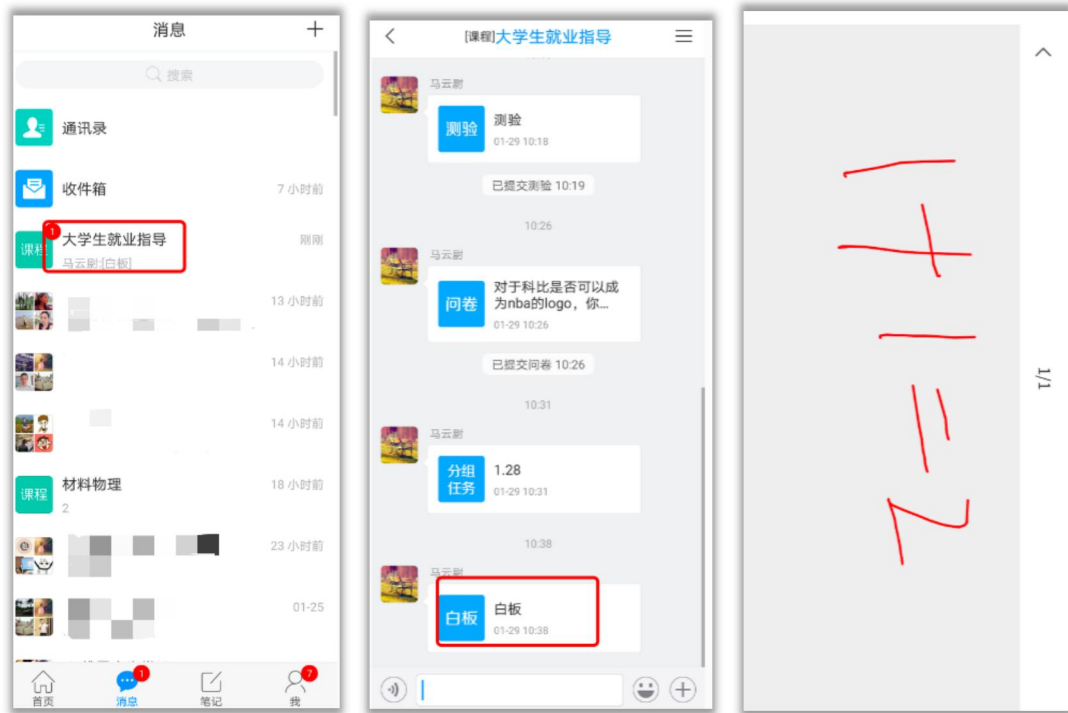 消息
搜索
通讯录
收件箱
7 小时前
课程
1
大学生就业指导
刚刚
马云尉:[白板]
13 小时前
14 小时前
14 小时前
课程
材料物理
18 小时前
2
23 小时前
01-25
首页
1
消息
笔记
7
我
[课程]大学生就业指导
马云尉
测验
测验
01-29 10:18
已提交测验 10:19
10:26
马云尉
问卷
对于科比是否可以成
为nba的logo，你...
01-29 10:26
已提交问卷 10:26
10:31
马云尉
分组
任务
1.28
01-29 10:31
10:38
马云尉
白板
白板
01-29 10:38
1+1=2
1/1